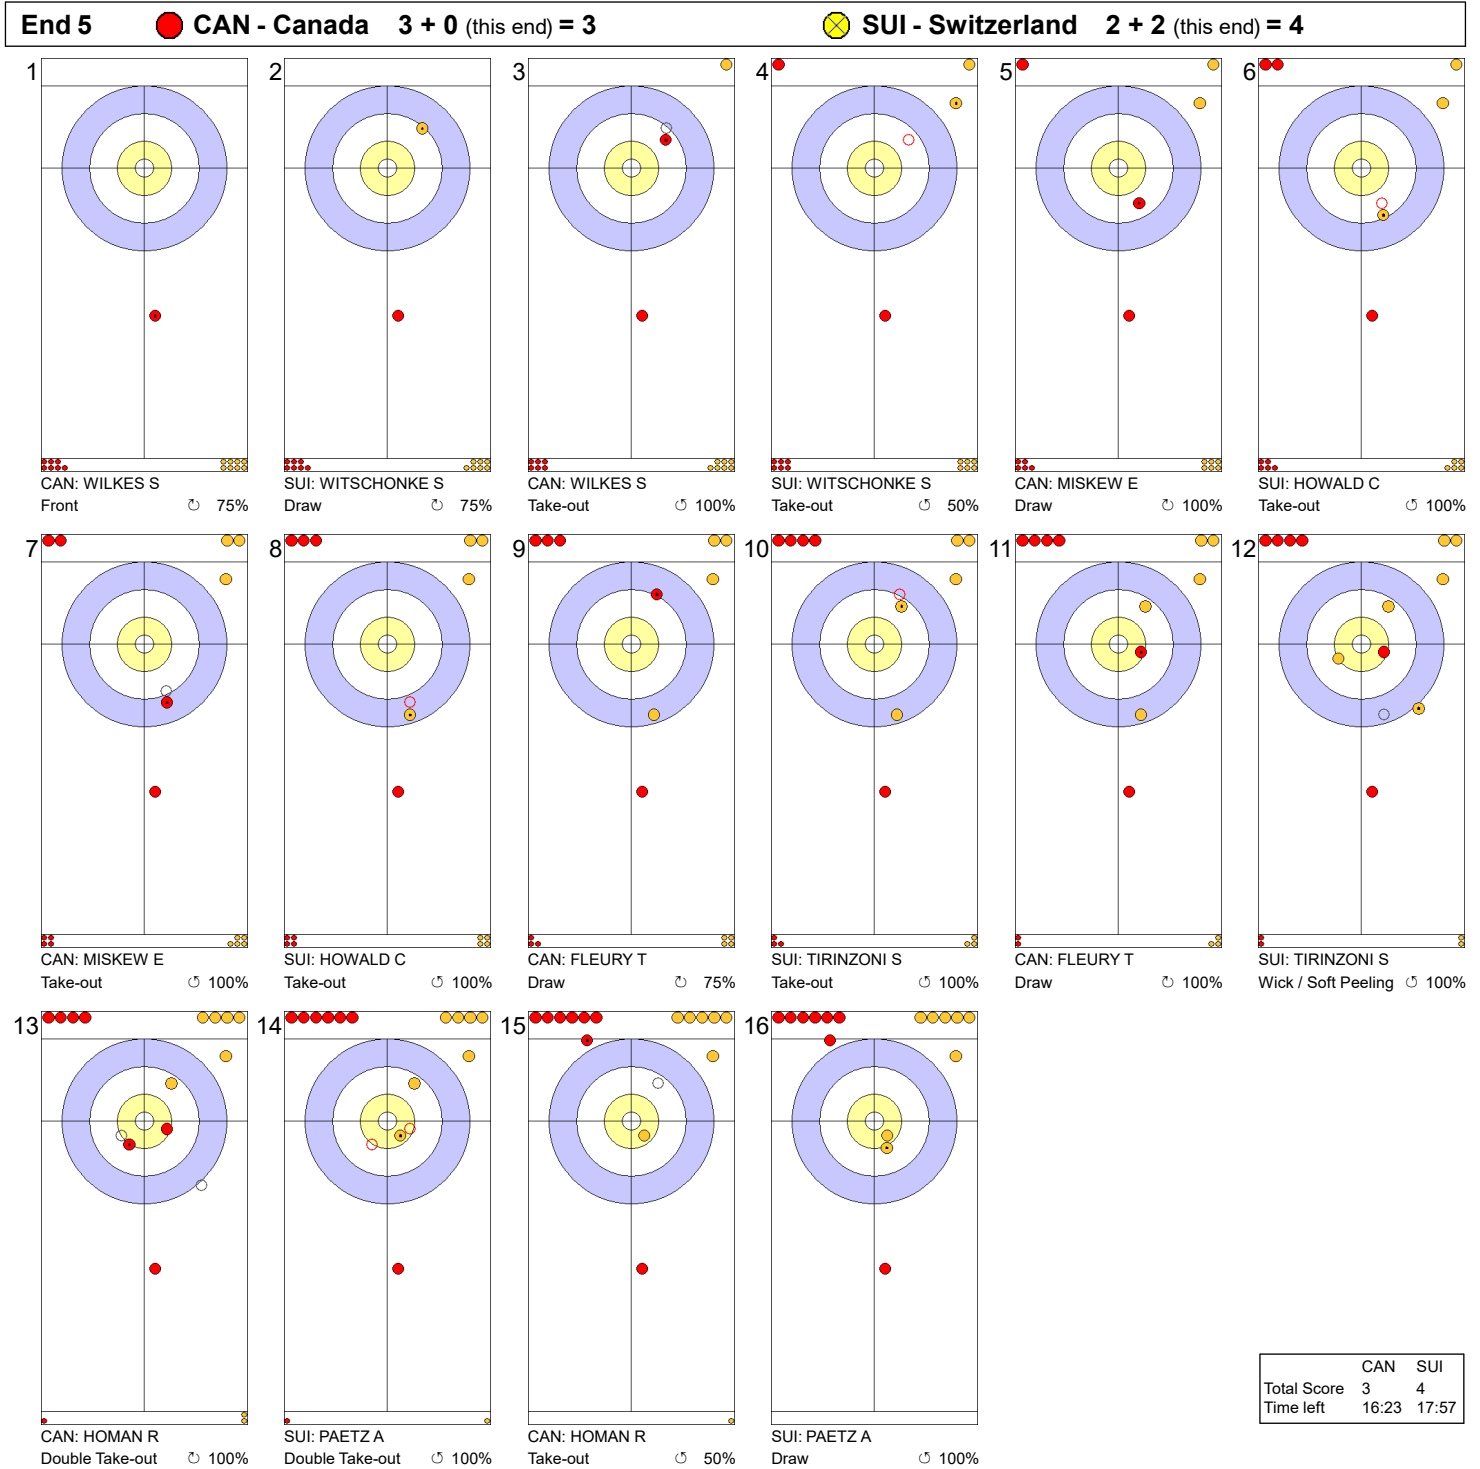 End 5 CAN - Canada 3 + 0 (this end) = 3 SUI - Switzerland 2 + 2 (this end) = 4
1 2 3 4 5 6
CAN: WILKES S SUI: WITSCHONKE S CAN: WILKES S SUI: WITSCHONKE S CAN: MISKEW E SUI: HOWALD C
Front ↻ 75% Draw ↻ 75% Take-out ↺ 100% Take-out ↺ 50% Draw ↻ 100% Take-out ↻ 100%
7 8 9 10 11 12
CAN: MISKEW E SUI: HOWALD C CAN: FLEURY T SUI: TIRINZONI S CAN: FLEURY T SUI: TIRINZONI S
Take-out ↺ 100% Take-out ↺ 100% Draw ↻ 75% Take-out ↺ 100% Draw ↺ 100% Wick / Soft Peeling ↺ 100%
13 14 15 16
CAN: HOMAN R SUI: PAETZ A CAN: HOMAN R SUI: PAETZ A
Double Take-out ↻ 100% Double Take-out ↺ 100% Take-out ↺ 50% Draw ↺ 100%
CAN SUI
Total Score 3 4
Time left 16:23 17:57